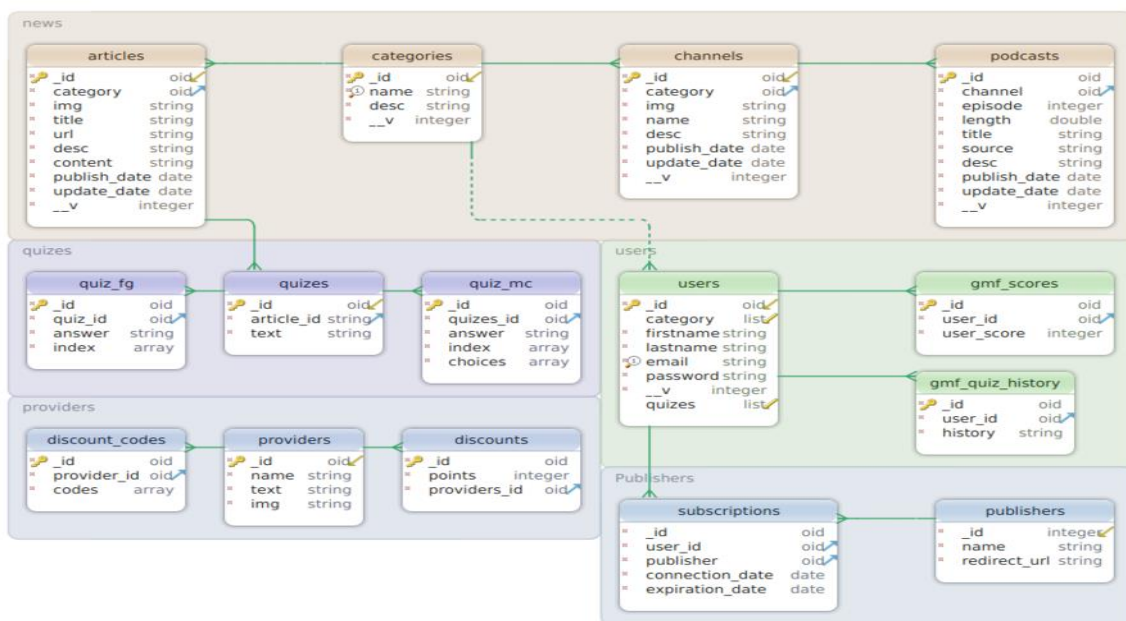 news
articles
_id oid
category oid
img string
title string
url string
desc string
content string
publish_date date
update_date date
__v integer
categories
_id oid
name string
desc string
__v integer
channels
_id oid
category oid
img string
name string
desc string
publish_date date
update_date date
__v integer
podcasts
_id oid
channel oid
episode integer
length double
title string
source string
desc string
publish_date date
update_date date
__v integer
quizes
quiz_fg
_id oid
quiz_id oid
answer string
index array
quizes
_id oid
article_id string
text string
quiz_mc
_id oid
quizes_id oid
answer string
index array
choices array
users
users
_id oid
category list
firstname string
lastname string
email string
password string
__v integer
quizes list
gmf_scores
_id oid
user_id oid
user_score integer
gmf_quiz_history
_id oid
user_id oid
history string
providers
discount_codes
_id oid
provider_id oid
codes array
providers
_id oid
name string
text string
img string
discounts
_id oid
points integer
providers_id oid
Publishers
subscriptions
_id oid
user_id oid
publisher oid
connection_date date
expiration_date date
publishers
_id integer
name string
redirect_url string